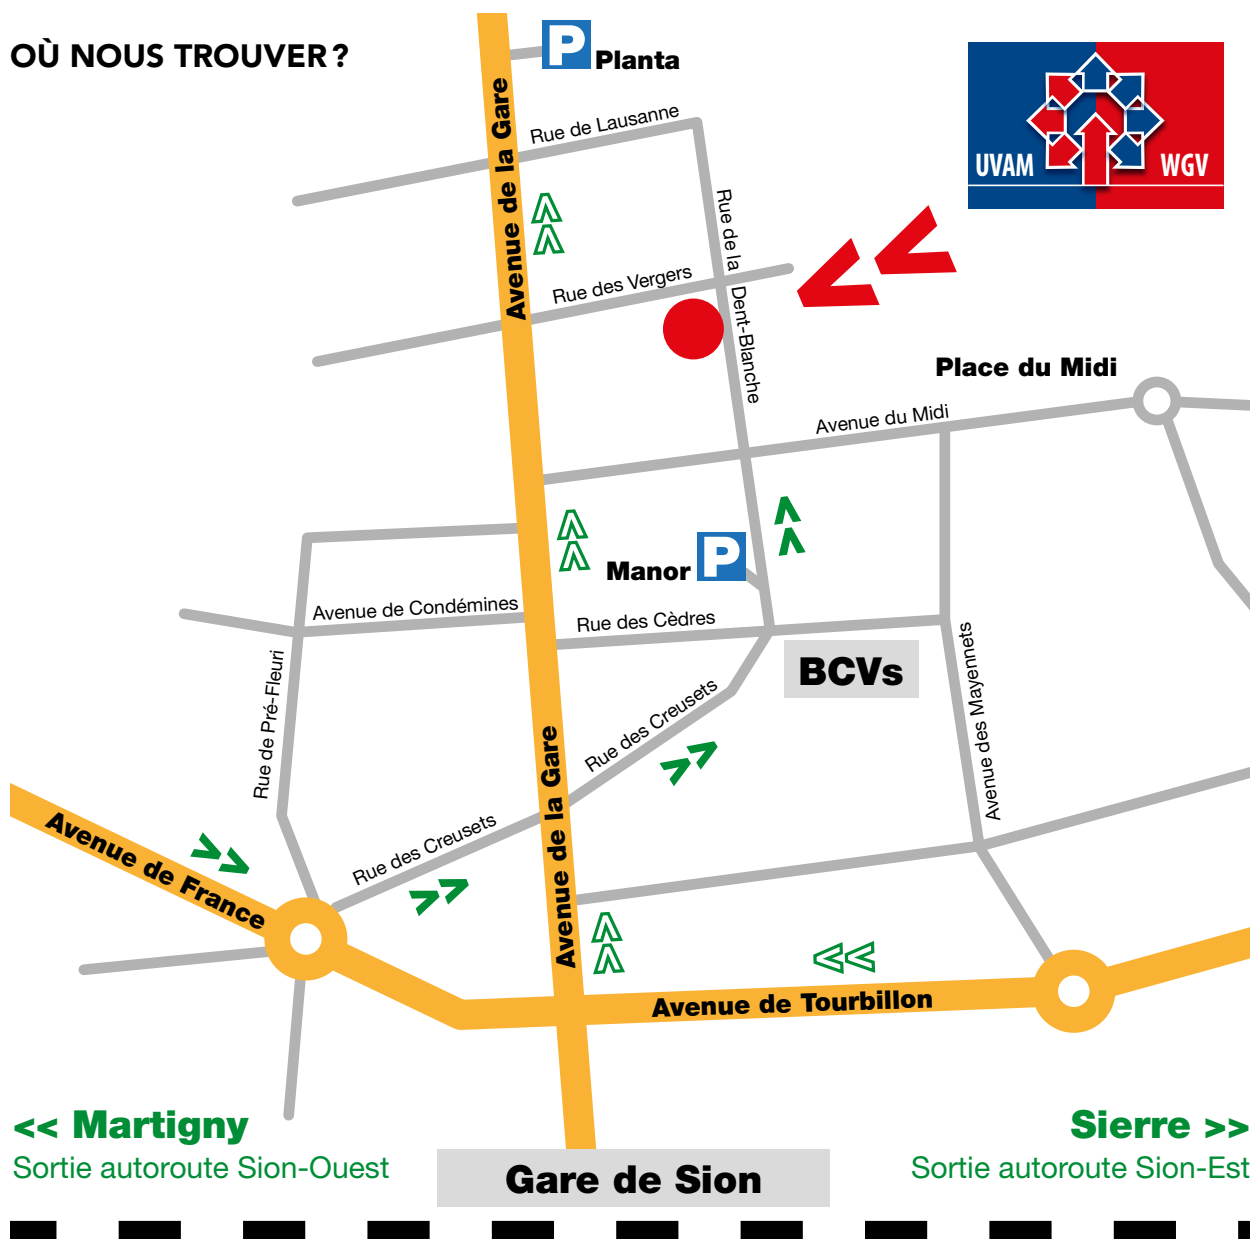 OÙ NOUS TROUVER ?
P
Planta
UVAM
WGV
Avenue de la Gare
Rue de Lausanne
Rue de la Dent-Blanche
Rue des Vergers
Place du Midi
Avenue du Midi
Manor
P
Avenue de Condémines
Rue des Cèdres
BCVs
Rue de Pré-Fleuri
Rue des Creusets
Avenue des Mayennets
Avenue de la Gare
Rue des Creusets
Avenue de France
Avenue de Tourbillon
<< Martigny
Sortie autoroute Sion-Ouest
Sierre >>
Sortie autoroute Sion-Est
Gare de Sion